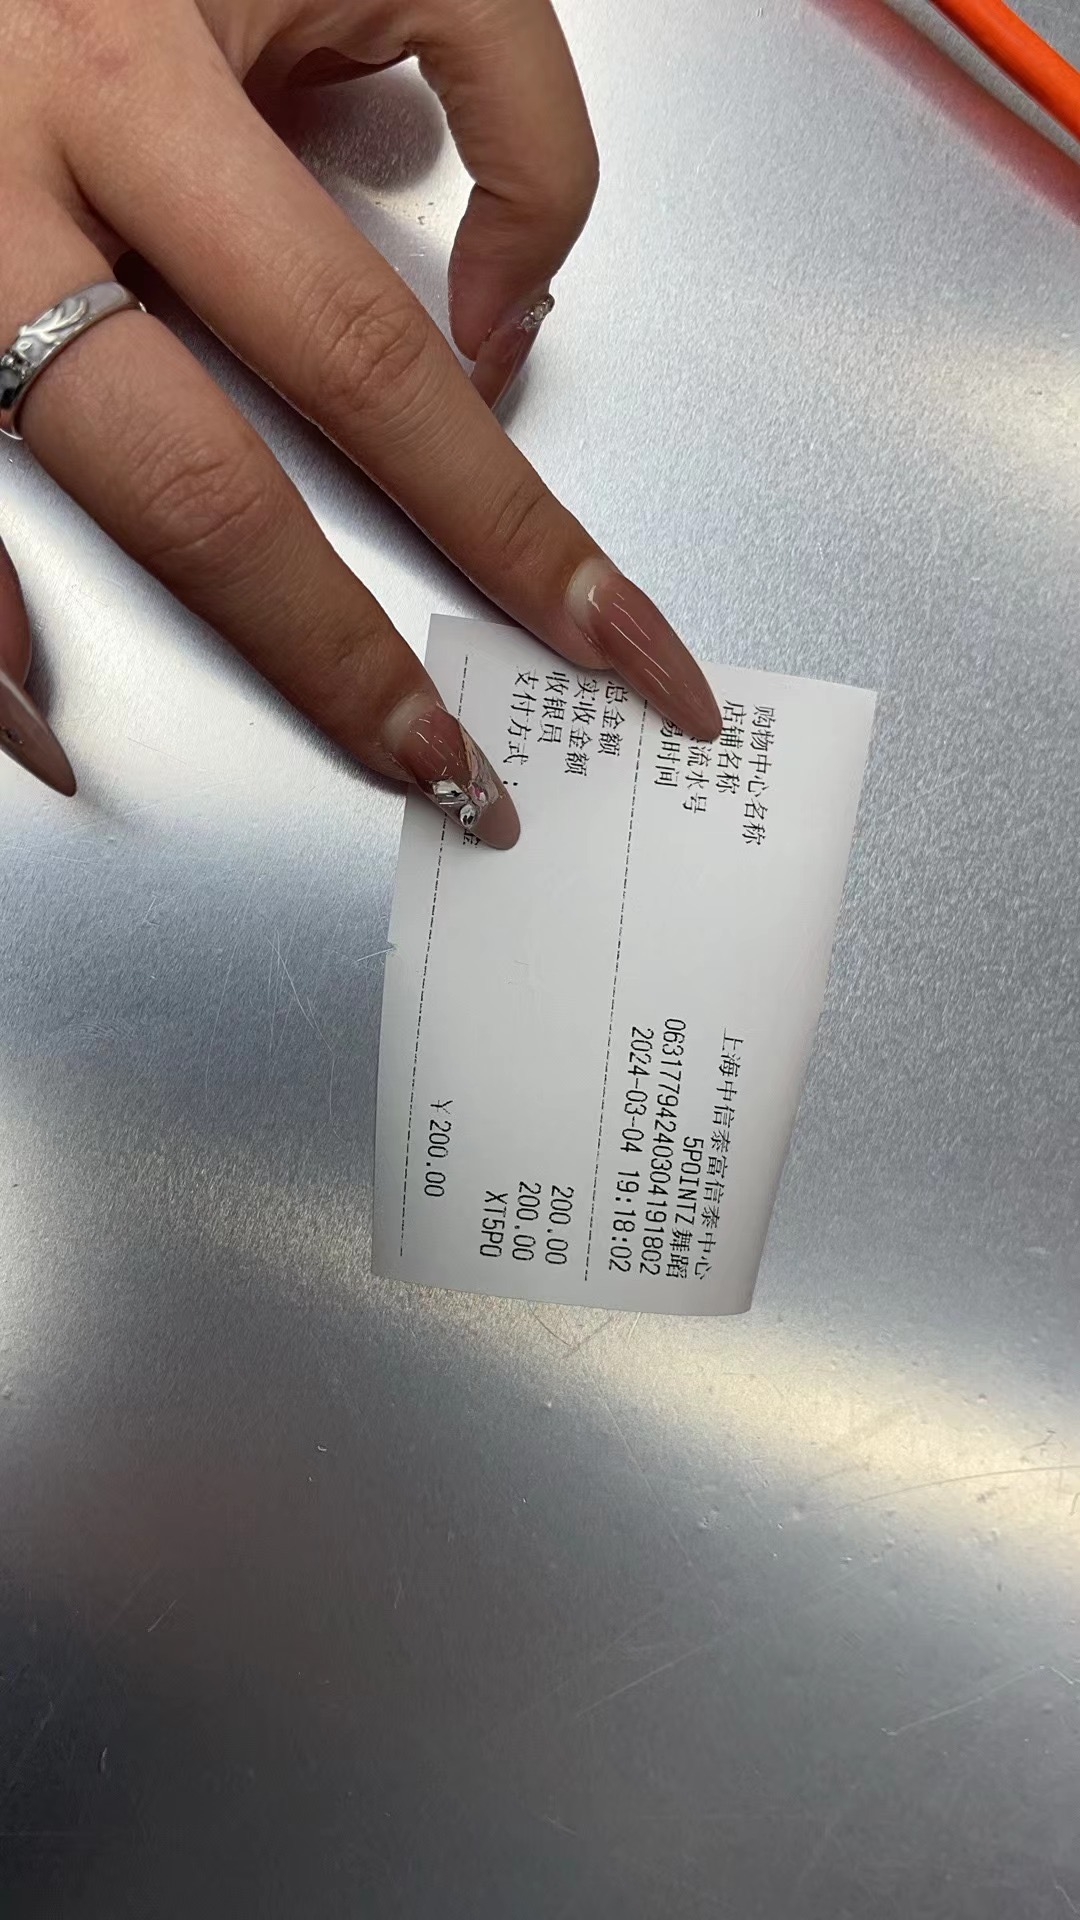 购物中心名称 上海中信泰富信泰中心
店铺名称 5POINTZ舞蹈
流水号 06317794240304191802
易时间 2024-03-04 19:18:02
总金额 200.00
实收金额 200.00
收银员 XT5PO
支付方式:
金 ¥200.00